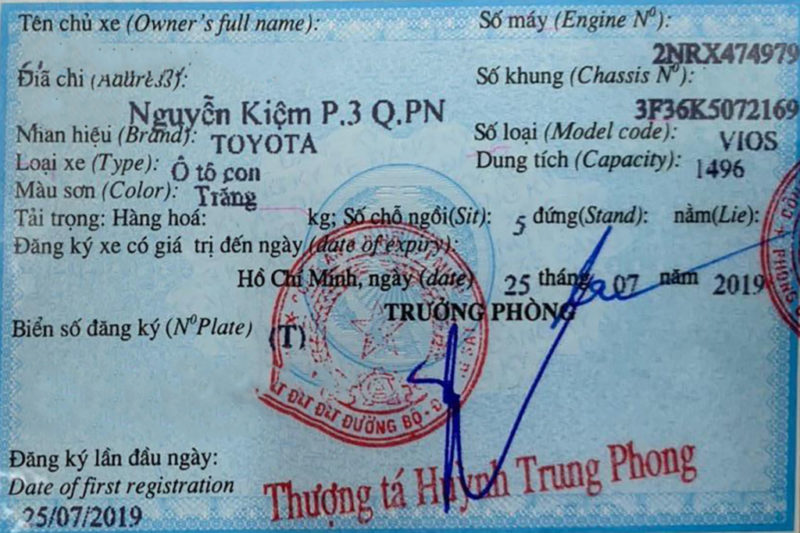 Tên chủ xe (Owner's full name):
Số máy (Engine Nº):
2NRX474979
Địa chỉ (Address):
Số khung (Chassis Nº):
Nguyễn Kiệm P.3 Q.PN
3F36K5072169
Nhãn hiệu (Brand): TOYOTA
Số loại (Model code): VIOS
Loại xe (Type): Ô tô con
Dung tích (Capacity): 1496
Màu sơn (Color): Trắng
Tải trọng: Hàng hoá: kg; Số chỗ ngồi(Sit): 5 đứng(Stand): nằm(Lie):
Đăng ký xe có giá trị đến ngày (date of expiry):
Hồ Chí Minh, ngày (date) 25 tháng 07 năm 2019
TRƯỞNG PHÒNG
Biển số đăng ký (NºPlate) (T)
ĐƯỜNG BỘ
Đăng ký lần đầu ngày:
Date of first registration
25/07/2019
Thượng tá Huỳnh Trung Phong